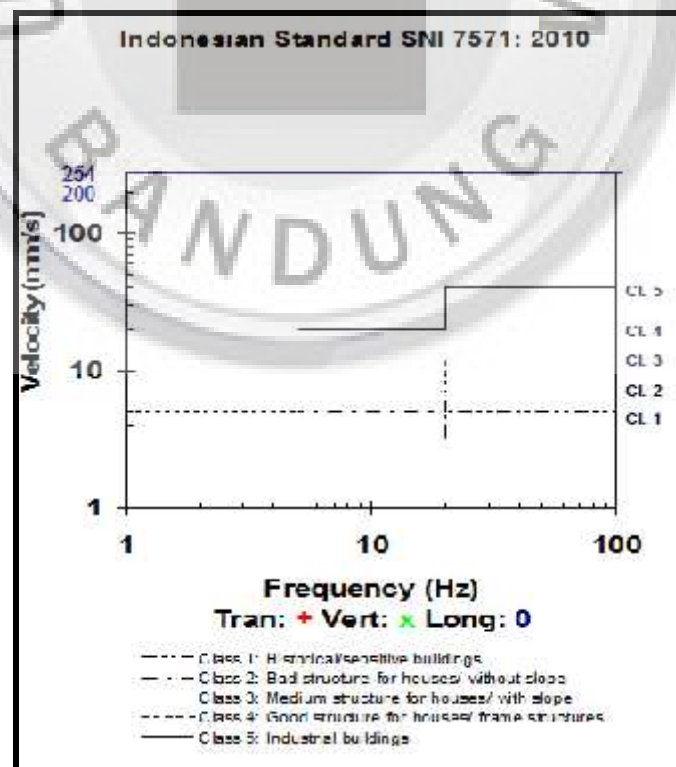 Indonesian Standard SNI 7571: 2010
BANDUNG
254
200
100
10
1
Velocity (mm/s)
CL 5
CL 4
CL 3
CL 2
CL 1
1 10 100
Frequency (Hz)
Tran: + Vert: x Long: 0
Class 1: Historical/sensitive buildings
Class 2: Bad structure for houses/ without slope
Class 3: Medium structure for houses/ with slope
Class 4: Good structure for houses/ frame structures
Class 5: Industrial buildings